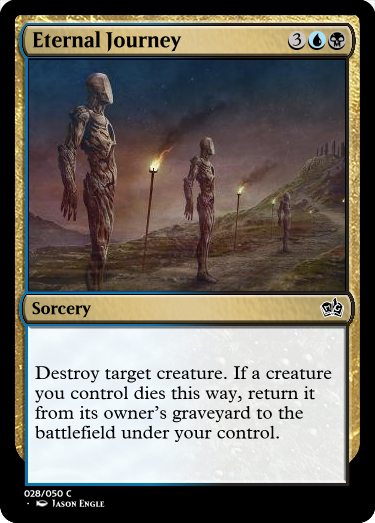 Eternal Journey 3
Sorcery
Destroy target creature. If a creature
you control dies this way, return it
from its owner's graveyard to the
battlefield under your control.
028/050 C
· Jason Engle